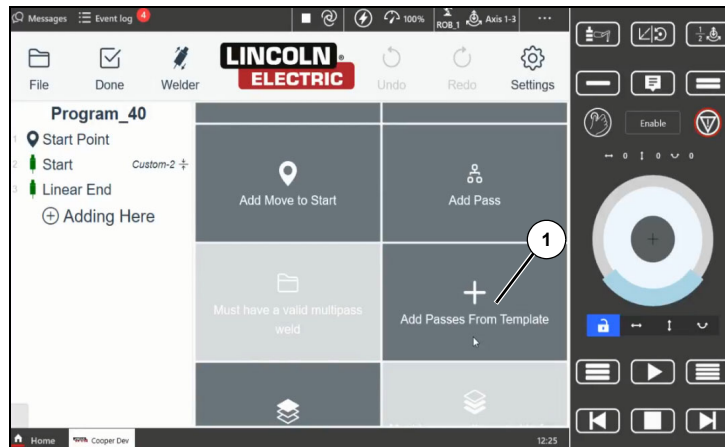 Messages Event log 4 100% ROB_1 Axis 1-3 ...
File Done Welder LINCOLN ELECTRIC Undo Redo Settings
Program_40
1 Start Point
2 Start Custom-2
3 Linear End
Adding Here
Add Move to Start
Add Pass
1
Must have a valid multipass
weld
Add Passes From Template
Home Cooper Dev 12:25
Enable
0 0 0